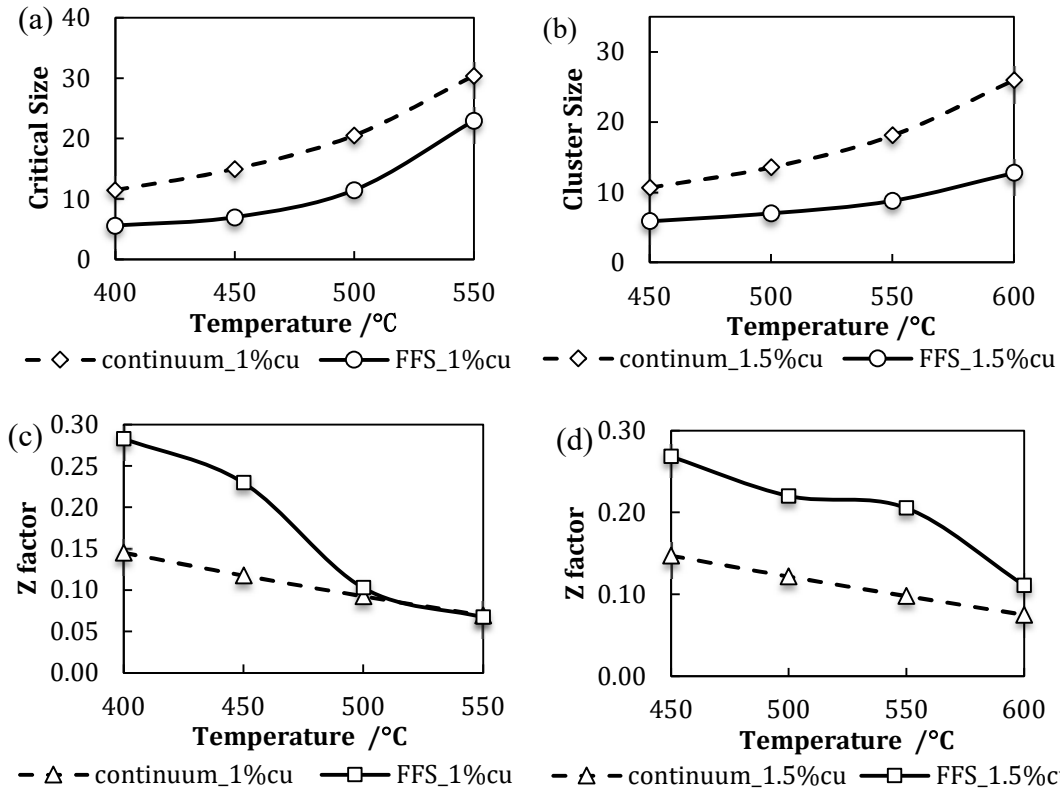 (a)
Critical Size
40
30
20
10
0
400 450 500 550
Temperature /°C
continuum_1%cu FFS_1%cu
(b)
Cluster Size
30
20
10
0
450 500 550 600
Temperature /°C
continum_1.5%cu FFS_1.5%cu
(c)
Z factor
0.30
0.25
0.20
0.15
0.10
0.05
0.00
400 450 500 550
Temperature /°C
continuum_1%cu FFS_1%cu
(d)
Z factor
0.30
0.20
0.10
0.00
450 500 550 600
Temperature /°C
continuum_1.5%cu FFS_1.5%c